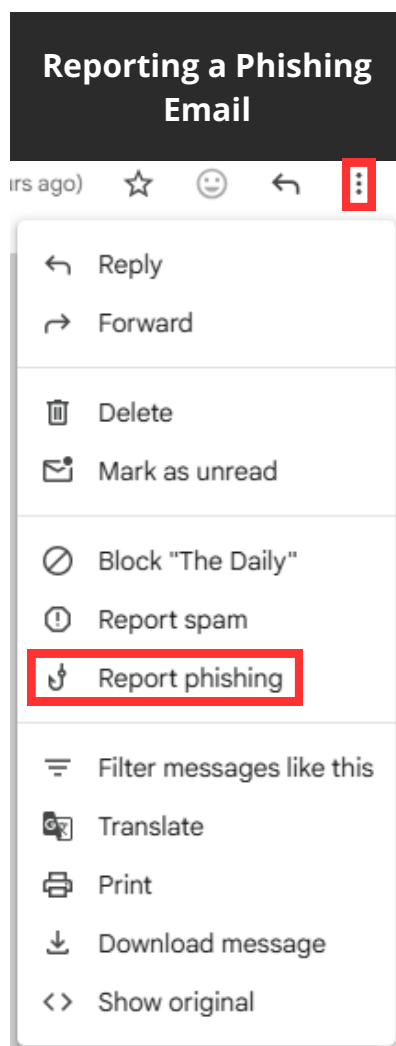 Reporting a Phishing
Email
ago)
Reply
Forward
Delete
Mark as unread
Block "The Daily"
Report spam
Report phishing
Filter messages like this
Translate
Print
Download message
Show original